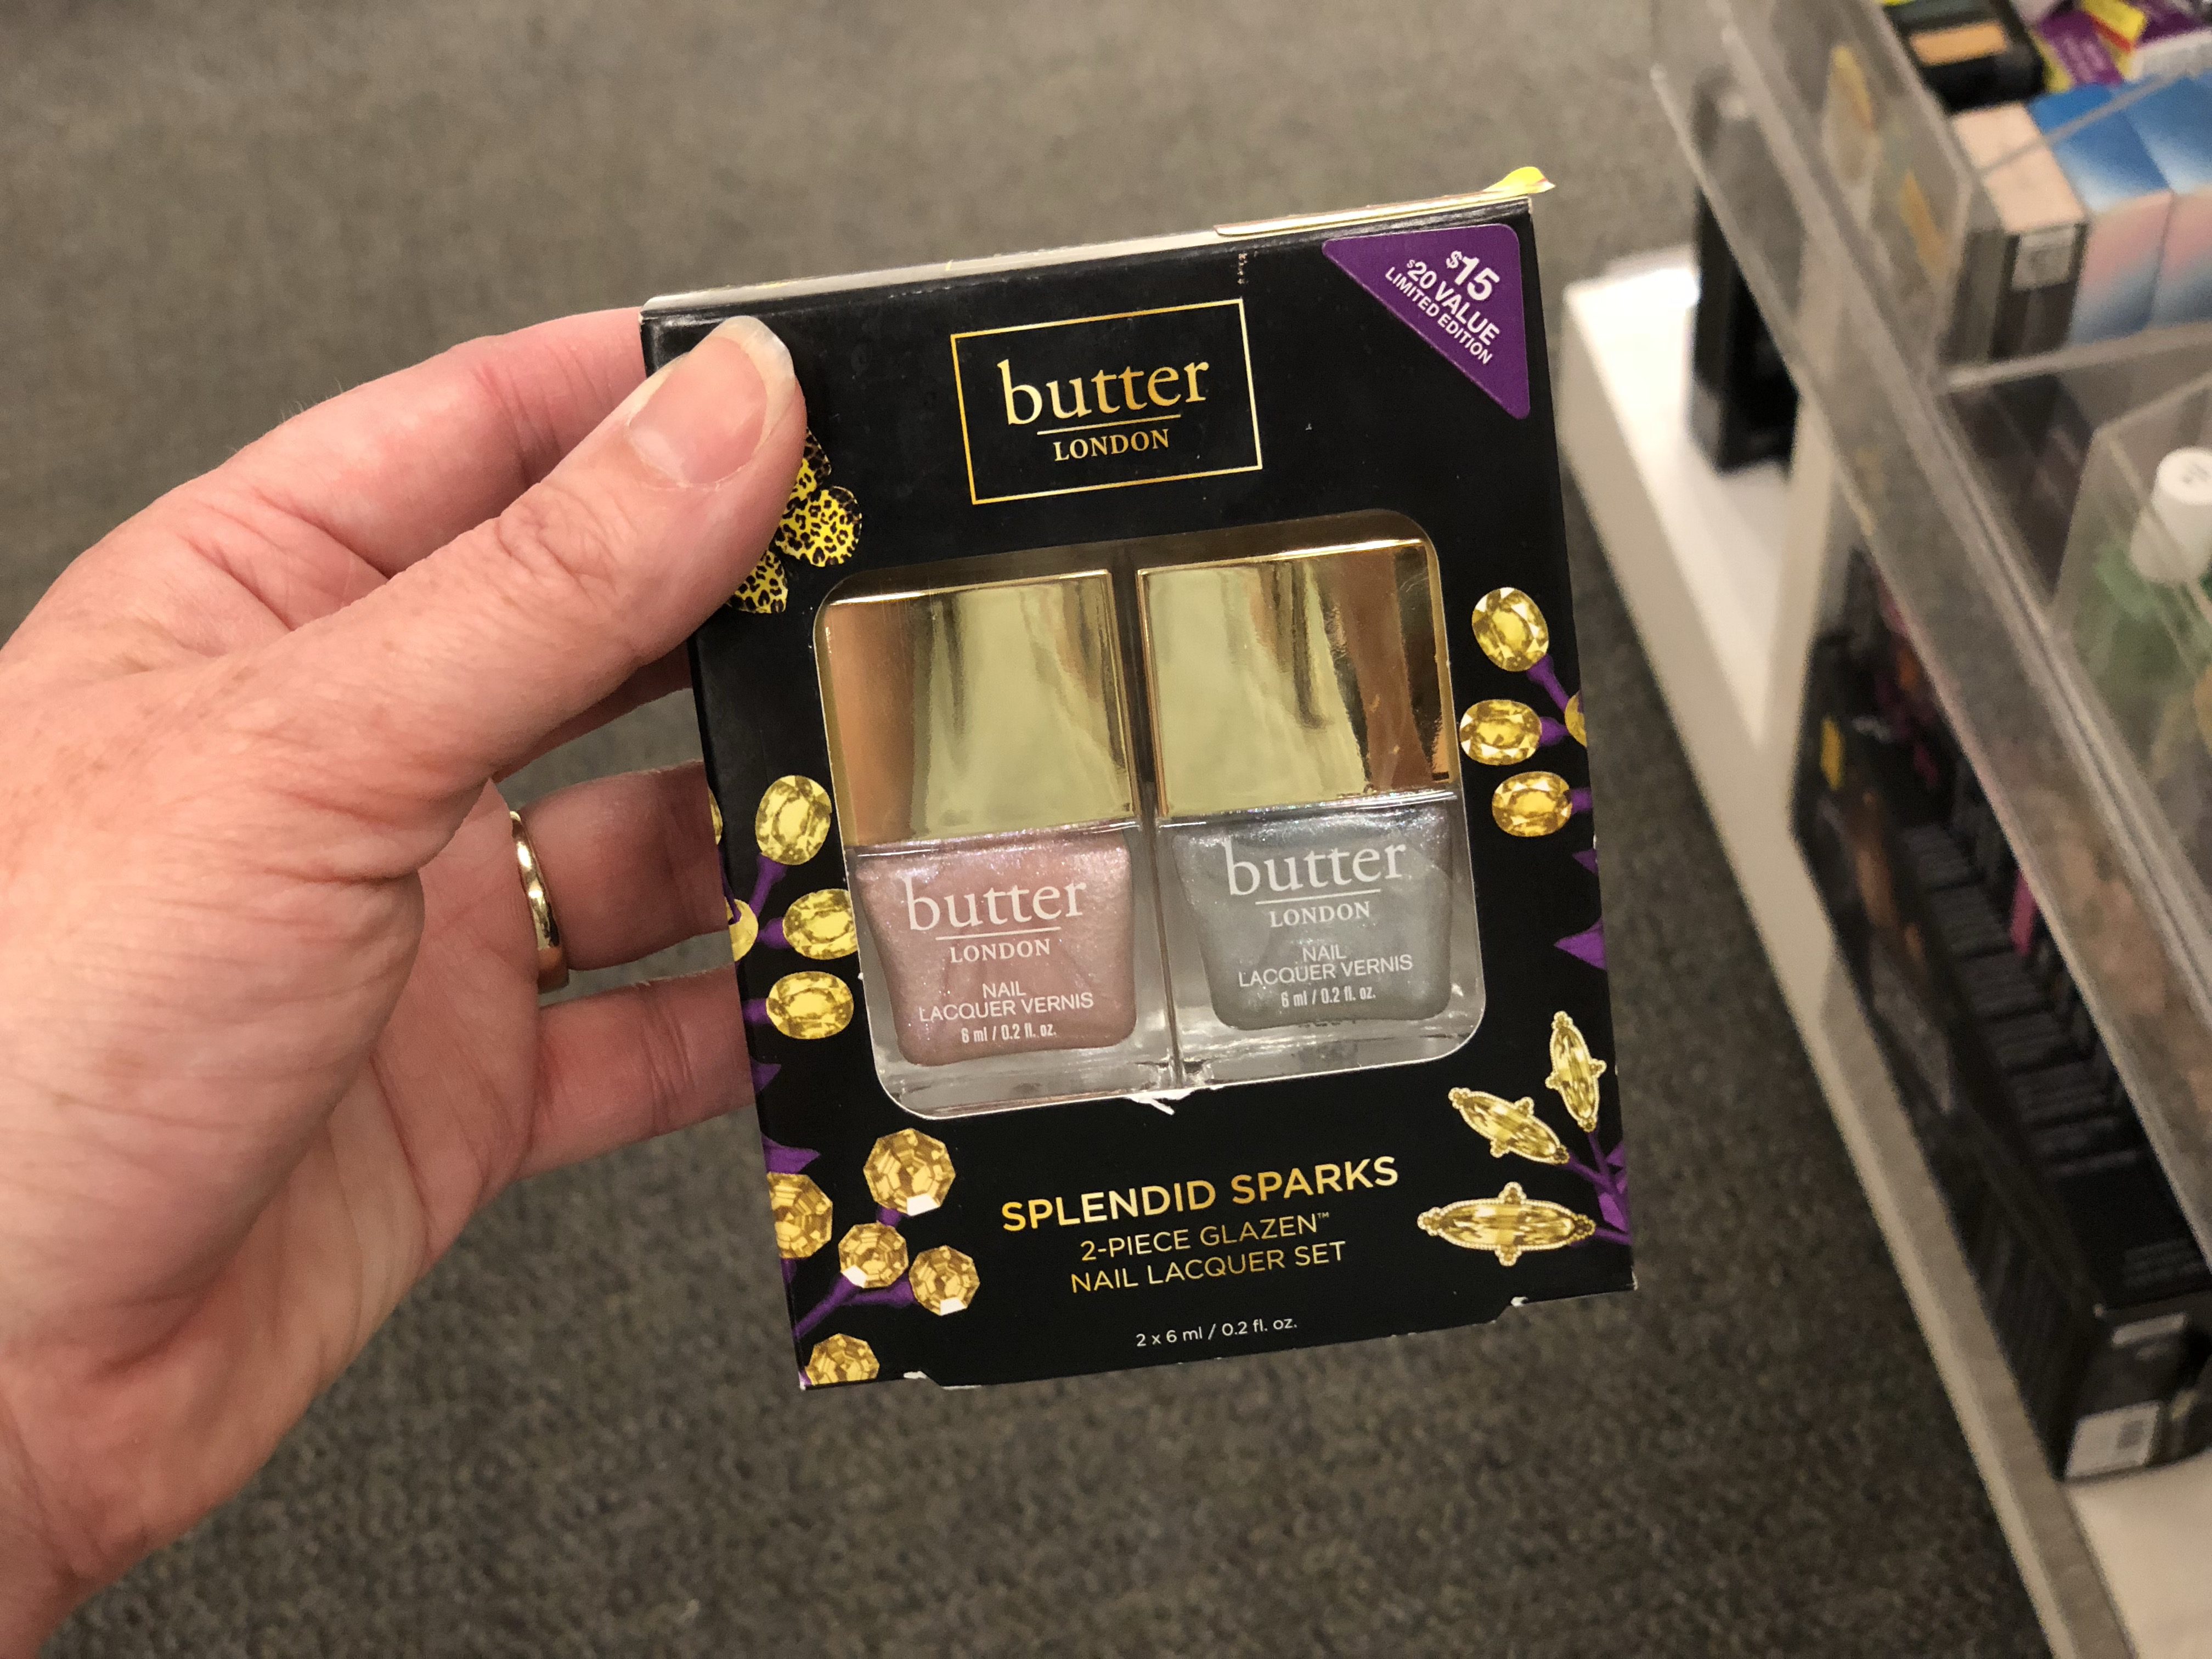 $15
$20 VALUE
LIMITED EDITION
butter
LONDON
butter
LONDON
NAIL
LACQUER VERNIS
6 ml / 0.2 fl. oz.
butter
LONDON
NAIL
LACQUER VERNIS
6 ml / 0.2 fl. oz.
SPLENDID SPARKS
2-PIECE GLAZEN™
NAIL LACQUER SET
2 x 6 ml / 0.2 fl. oz.